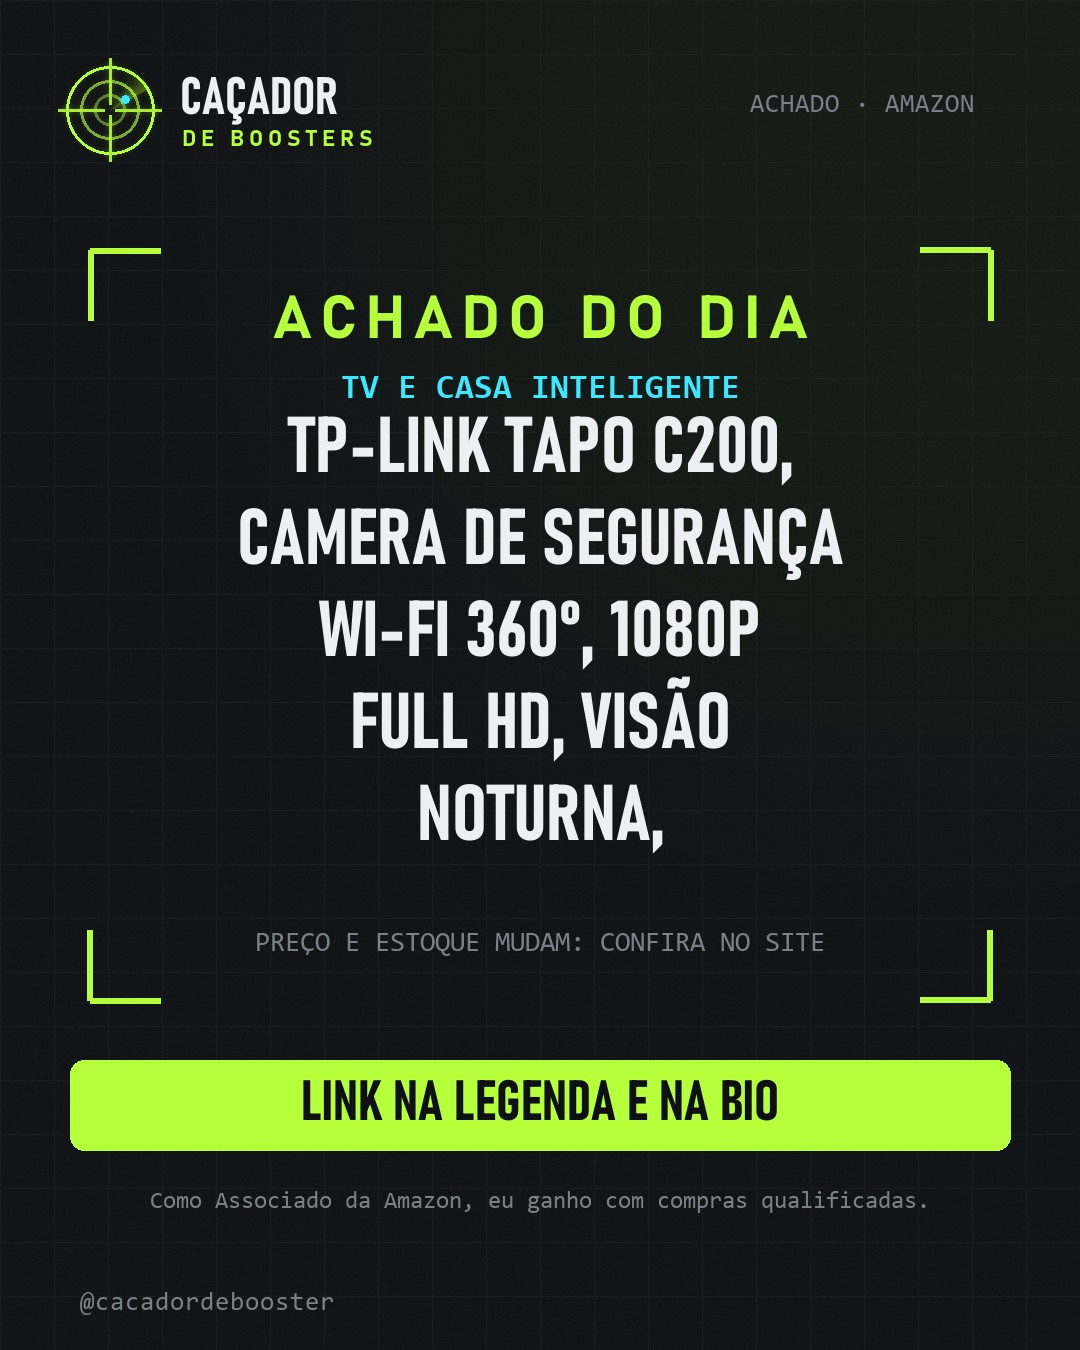 CAÇADOR
DE BOOSTERS
ACHADO · AMAZON
ACHADO DO DIA
TV E CASA INTELIGENTE
TP-LINK TAPO C200,
CAMERA DE SEGURANÇA
WI-FI 360º, 1080P
FULL HD, VISÃO
NOTURNA,
PREÇO E ESTOQUE MUDAM: CONFIRA NO SITE
LINK NA LEGENDA E NA BIO
Como Associado da Amazon, eu ganho com compras qualificadas.
@cacadordebooster